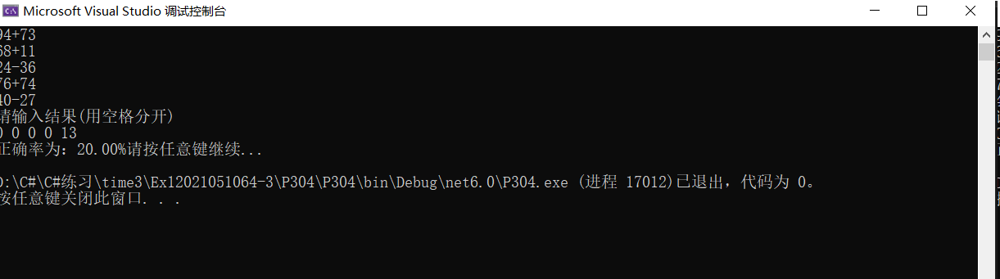 Microsoft Visual Studio 调试控制台
94+73
68+11
24-36
76+74
40-27
请输入结果(用空格分开)
0 0 0 0 13
正确率为：20.00%请按任意键继续...
D:\C#\C#练习\time3\Ex12021051064-3\P304\P304\bin\Debug\net6.0\P304.exe (进程 17012)已退出，代码为 0。
按任意键关闭此窗口. . .